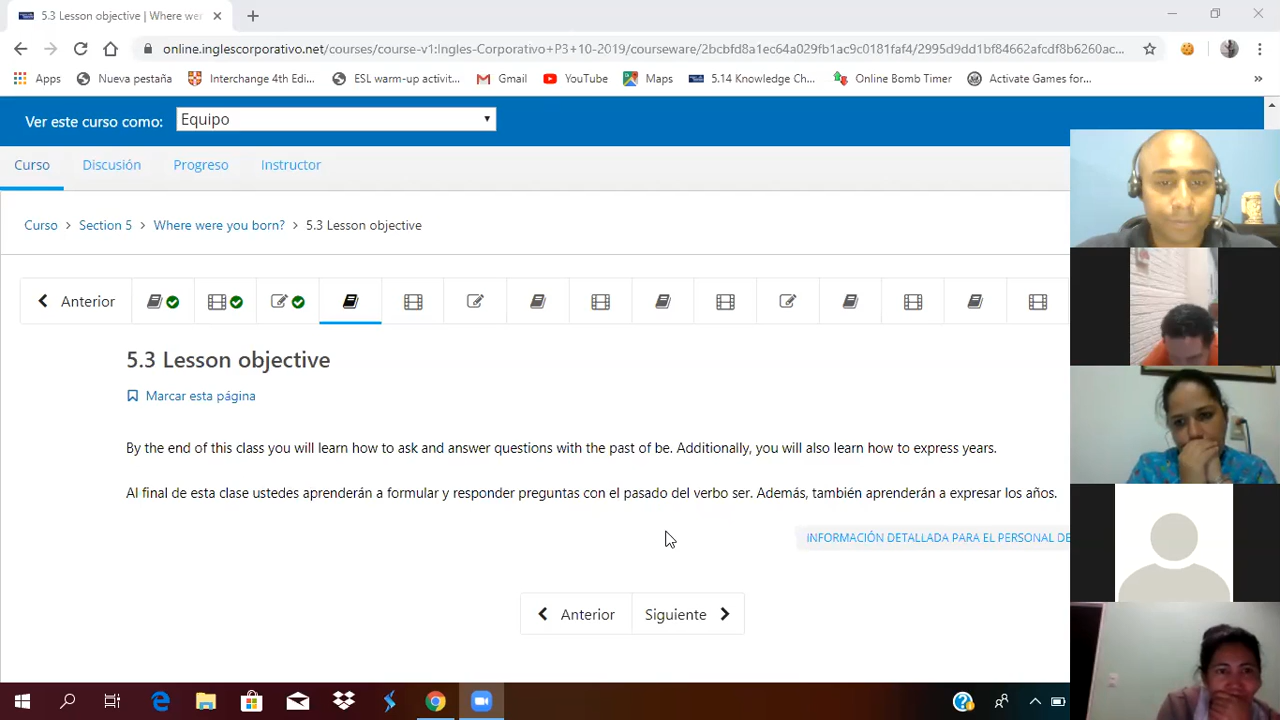 5.3 Lesson objective | Where wer
online.inglescorporativo.net/courses/course-v1:Ingles-Corporativo+P3+10-2019/courseware/2bcbfd8a1ec64a029fb1ac9c0181faf4/2995d9dd1bf84662afcdf8b6260ac...
Apps Nueva pestaña Interchange 4th Edi... ESL warm-up activit... Gmail YouTube Maps 5.14 Knowledge Ch... Online Bomb Timer Activate Games for... »
Ver este curso como: Equipo
Curso Discusión Progreso Instructor
Curso > Section 5 > Where were you born? > 5.3 Lesson objective
Anterior
5.3 Lesson objective
Marcar esta página
By the end of this class you will learn how to ask and answer questions with the past of be. Additionally, you will also learn how to express years.
Al final de esta clase ustedes aprenderán a formular y responder preguntas con el pasado del verbo ser. Además, también aprenderán a expresar los años.
INFORMACIÓN DETALLADA PARA EL PERSONAL DE
Anterior Siguiente